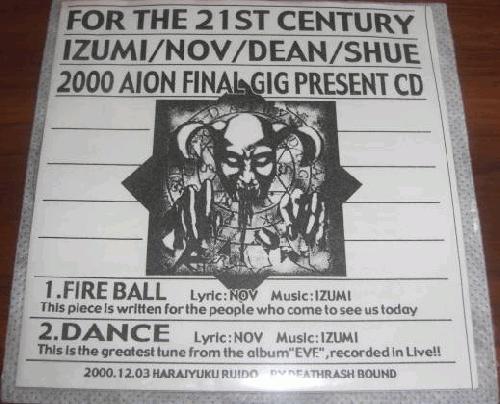 FOR THE 21ST CENTURY
IZUMI/NOV/DEAN/SHUE
2000 AION FINAL GIG PRESENT CD
1.FIRE BALL Lyric:NOV Music:IZUMI
This piece is written for the people who come to see us today
2.DANCE Lyric:NOV Music:IZUMI
This is the greatest tune from the album"EVE",recorded in Live!!
2000.12.03 HARAIYUKU RUIDO BY DEATHRASH BOUND